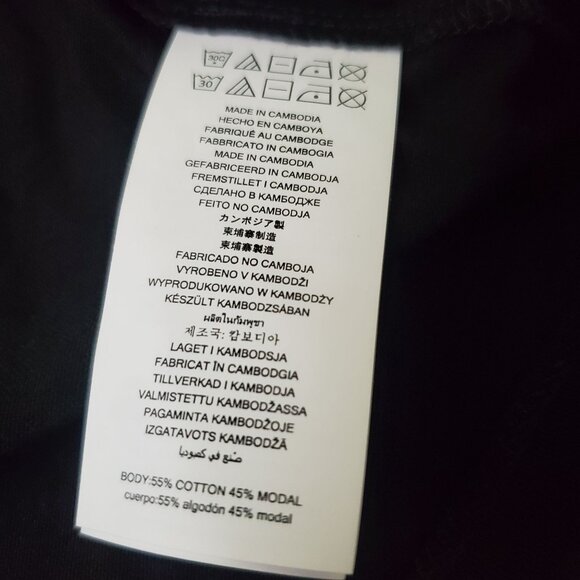 30C
30
MADE IN CAMBODIA
HECHO EN CAMBOYA
FABRIQUÉ AU CAMBODGE
FABBRICATO IN CAMBOGIA
MADE IN CAMBODIA
GEFABRICEERD IN CAMBODJA
FREMSTILLET I CAMBODJA
СДЕЛАНО В КАМБОДЖЕ
FEITO NO CAMBODJA
カンボジア製
柬埔寨制造
柬埔寨製造
FABRICADO NO CAMBOJA
VYROBENO V KAMBODŽI
WYPRODUKOWANO W KAMBODŻY
KÉSZÜLT KAMBODZSÁBAN
ผลิตในกัมพูชา
제조국: 캄보디아
LAGET I KAMBODSJA
FABRICAT ÎN CAMBODGIA
TILLVERKAD I KAMBODJA
VALMISTETTU KAMBODŽASSA
PAGAMINTA KAMBODŽOJE
IZGATAVOTS KAMBODŽĀ
صنع في كمبوديا
BODY:55% COTTON 45% MODAL
cuerpo:55% algodón 45% modal